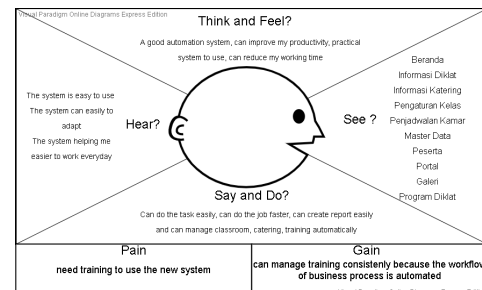 Visual Paradigm Online Diagrams Express Edition
Think and Feel?
A good automation system, can improve my productivity, practical
system to use, can reduce my working time
The system is easy to use
The system can easily to
adapt
The system helping me
easier to work everyday
Hear?
See ?
Beranda
Informasi Diklat
Informasi Katering
Pengaturan Kelas
Penjadwalan Kamar
Master Data
Peserta
Portal
Galeri
Program Diklat
Say and Do?
Can do the task easily, can do the job faster, can create report easily
and can manage classroom, catering, training automatically
Pain
need training to use the new system
Gain
can manage training consistenly because the workflow
of business process is automated